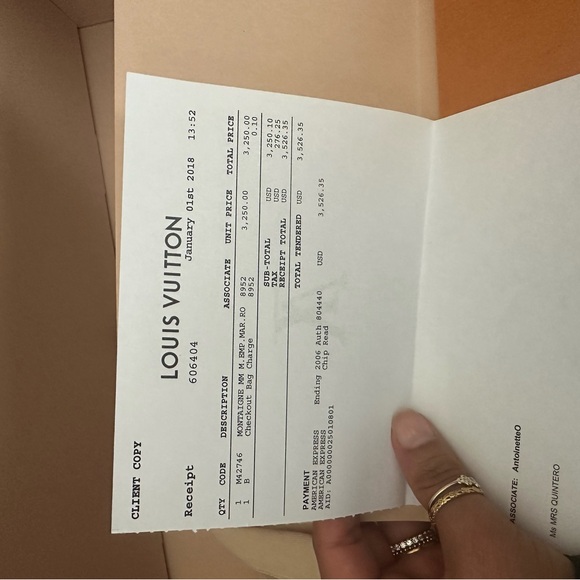 CLIENT COPY
LOUIS VUITTON
Receipt 606404 January 01st 2018 13:52
QTY CODE DESCRIPTION ASSOCIATE UNIT PRICE TOTAL PRICE
1 M42746 MONTAIGNE MM M.EMP.MAR.RO 8952 3,250.00 3,250.00
1 B Checkout Bag Charge 8952 0.10
SUB-TOTAL USD 3,250.10
TAX USD 276.25
RECEIPT TOTAL USD 3,526.35
TOTAL TENDERED USD 3,526.35
PAYMENT
AMERICAN EXPRESS Ending 2006 Auth 804440 USD 3,526.35
AMERICAN EXPRESS Chip Read
AID: A000000025010801
ASSOCIATE: AntoinetteO
Ms MRS QUINTERO